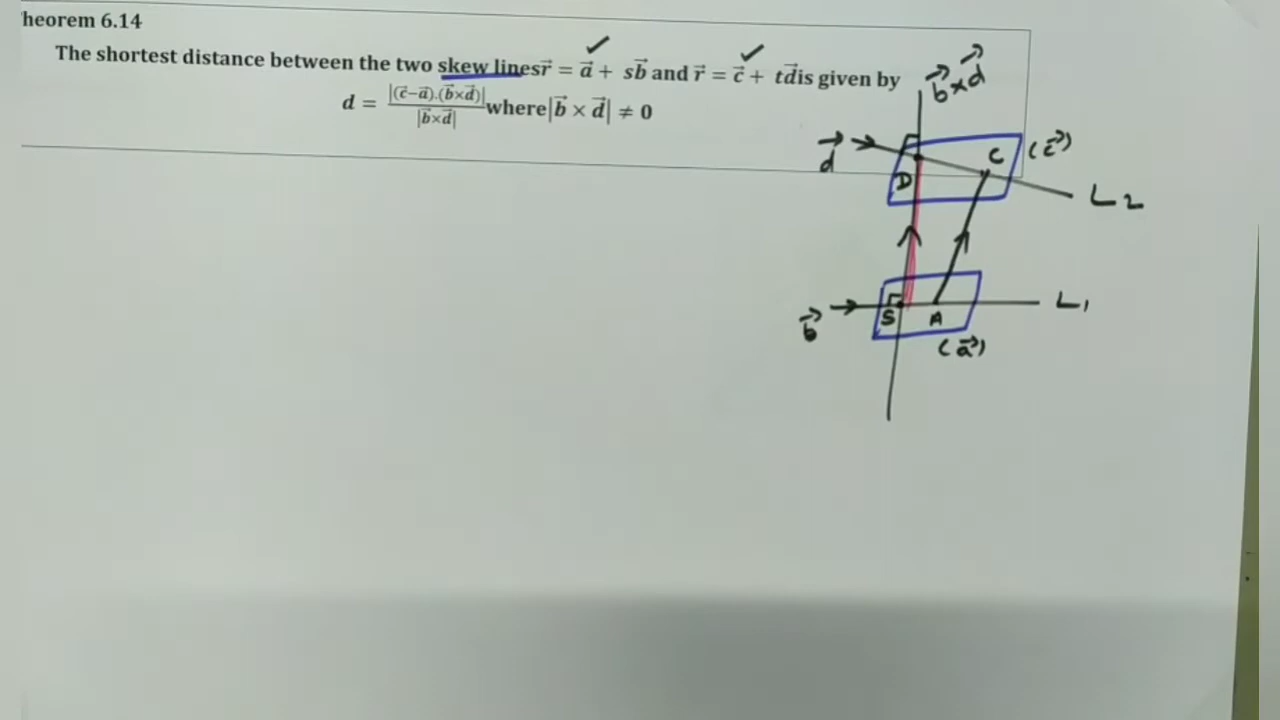 heorem 6.14
The shortest distance between the two skew lines r⃗ = a⃗ + sb⃗ and r⃗ = c⃗ + td⃗ is given by
d = |(c⃗−a⃗).(b⃗×d⃗)| / |b⃗×d⃗| where |b⃗ × d⃗| ≠ 0
b⃗ × d⃗
d⃗
C (c⃗)
D
L₂
b⃗
S A
L₁
(a⃗)